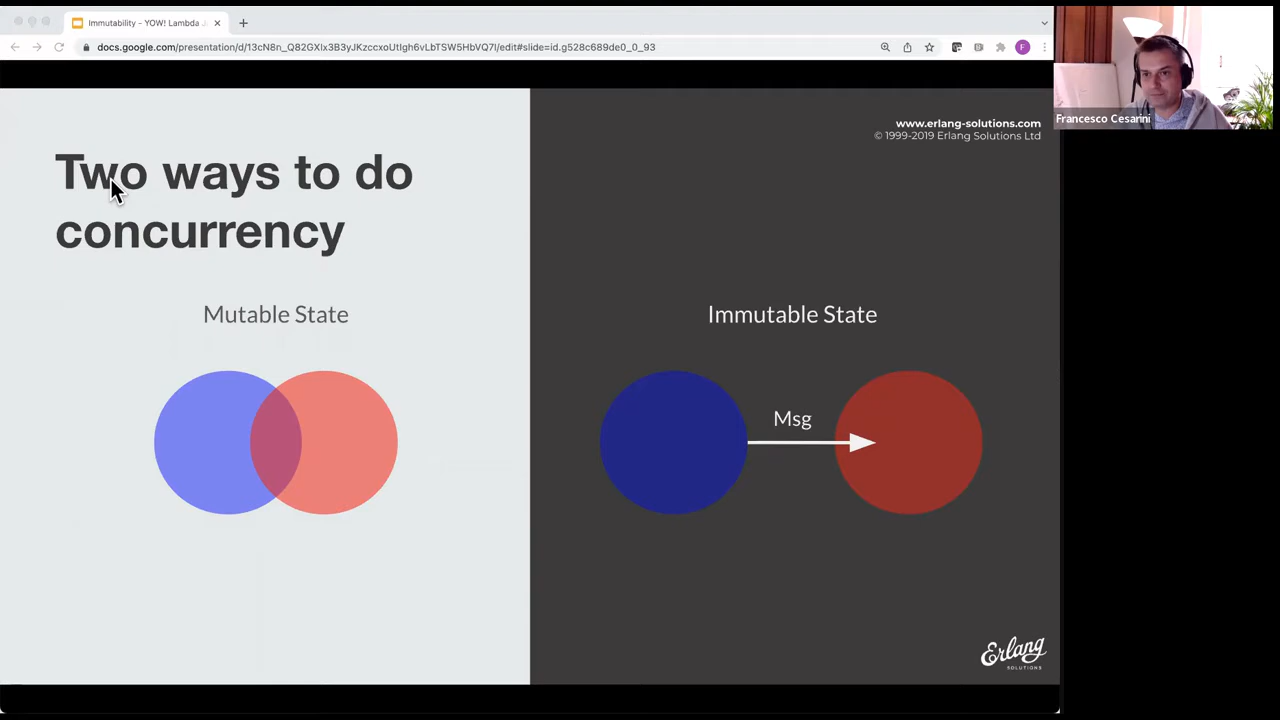 Immutability - YOW! Lambda
docs.google.com/presentation/d/13cN8n_Q82GXIx3B3yJKzccxoUtIgh6vLbTSW5HbVQ7I/edit#slide=id.g528c689de0_0_93
F
Francesco Cesarini
www.erlang-solutions.com
© 1999-2019 Erlang Solutions Ltd
Two ways to do
concurrency
Mutable State
Immutable State
Msg
Erlang
SOLUTIONS